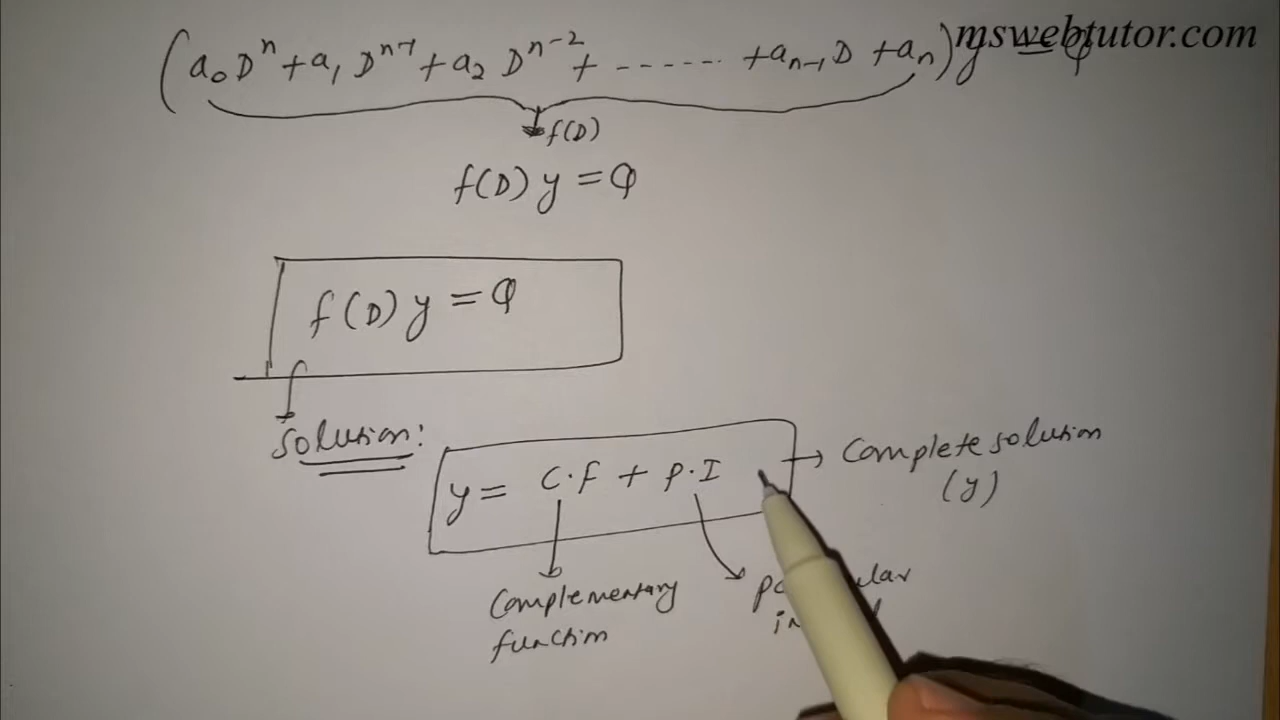 (a₀Dⁿ + a₁Dⁿ⁻¹ + a₂Dⁿ⁻² + ------ + aₙ₋₁D + aₙ)y = Q
mswebtutor.com
f(D)
f(D) y = Q
f(D) y = Q
Solution:
y = C.F + P.I → Complete solution
(y)
Complementary
function